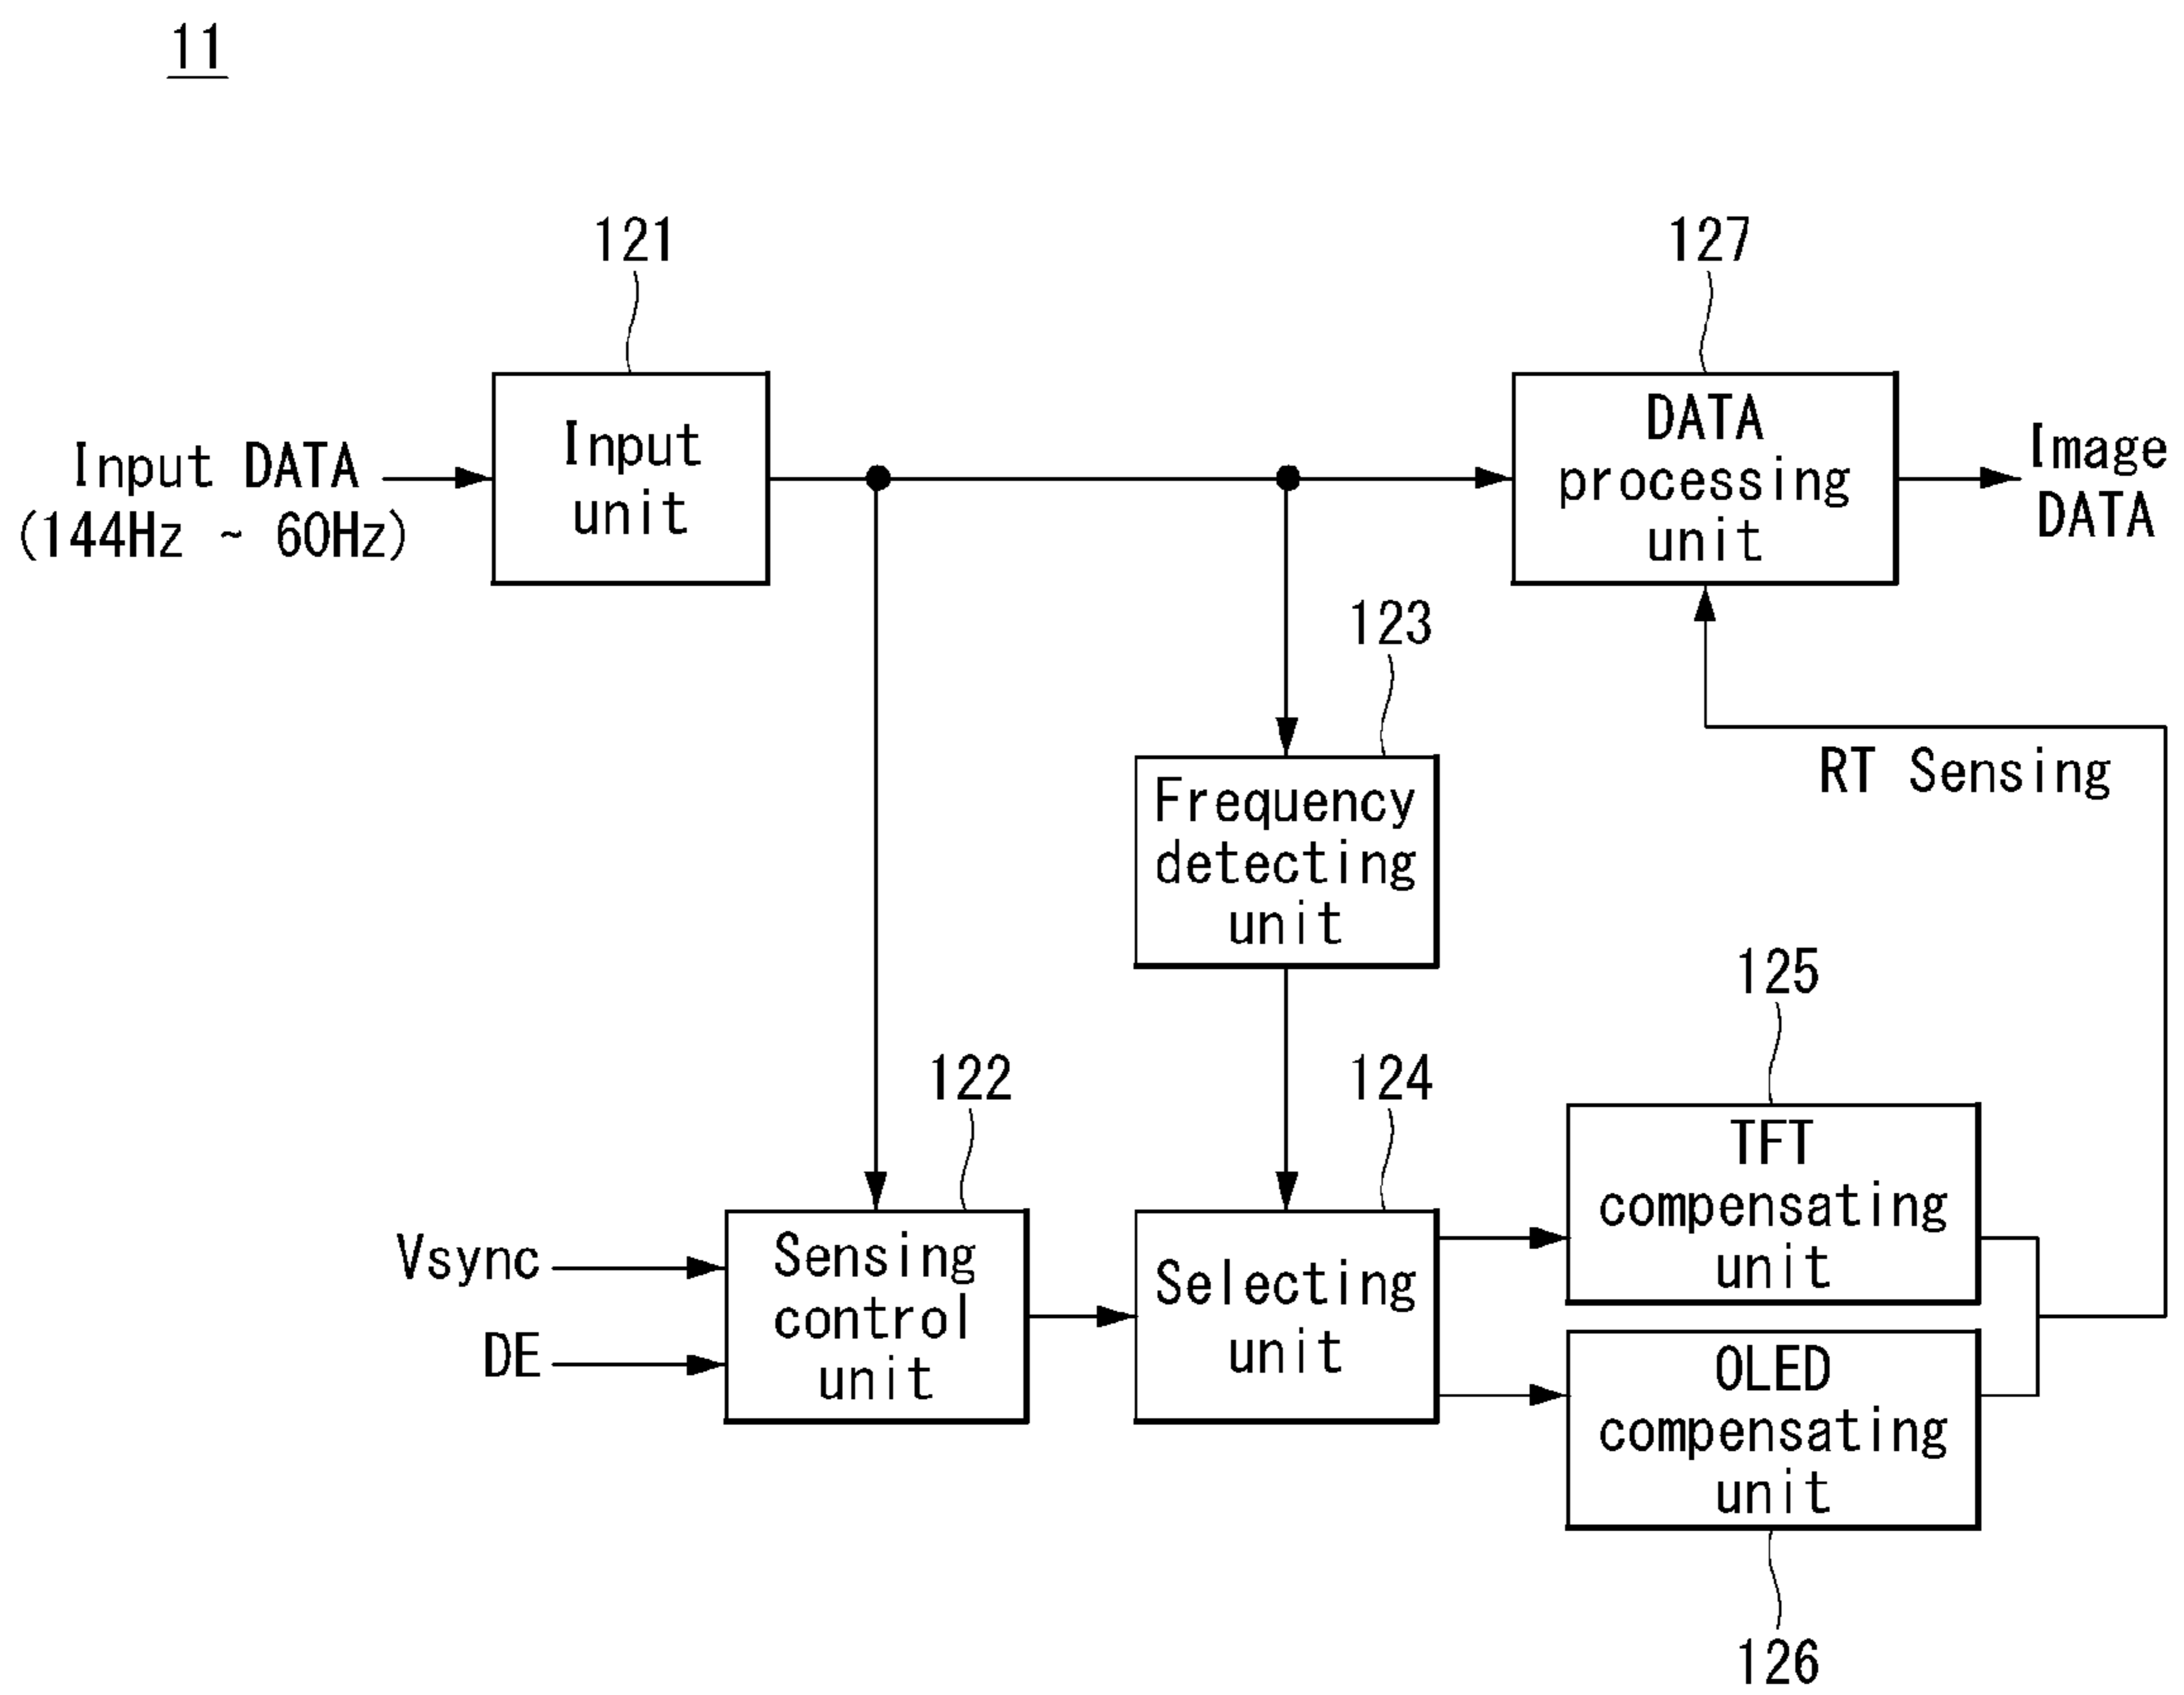 11
121
127
Input DATA
(144Hz ~ 60Hz)
Input
unit
DATA
processing
unit
Image
DATA
123
RT Sensing
Frequency
detecting
unit
125
122
124
TFT
compensating
unit
Vsync
DE
Sensing
control
unit
Selecting
unit
OLED
compensating
unit
126